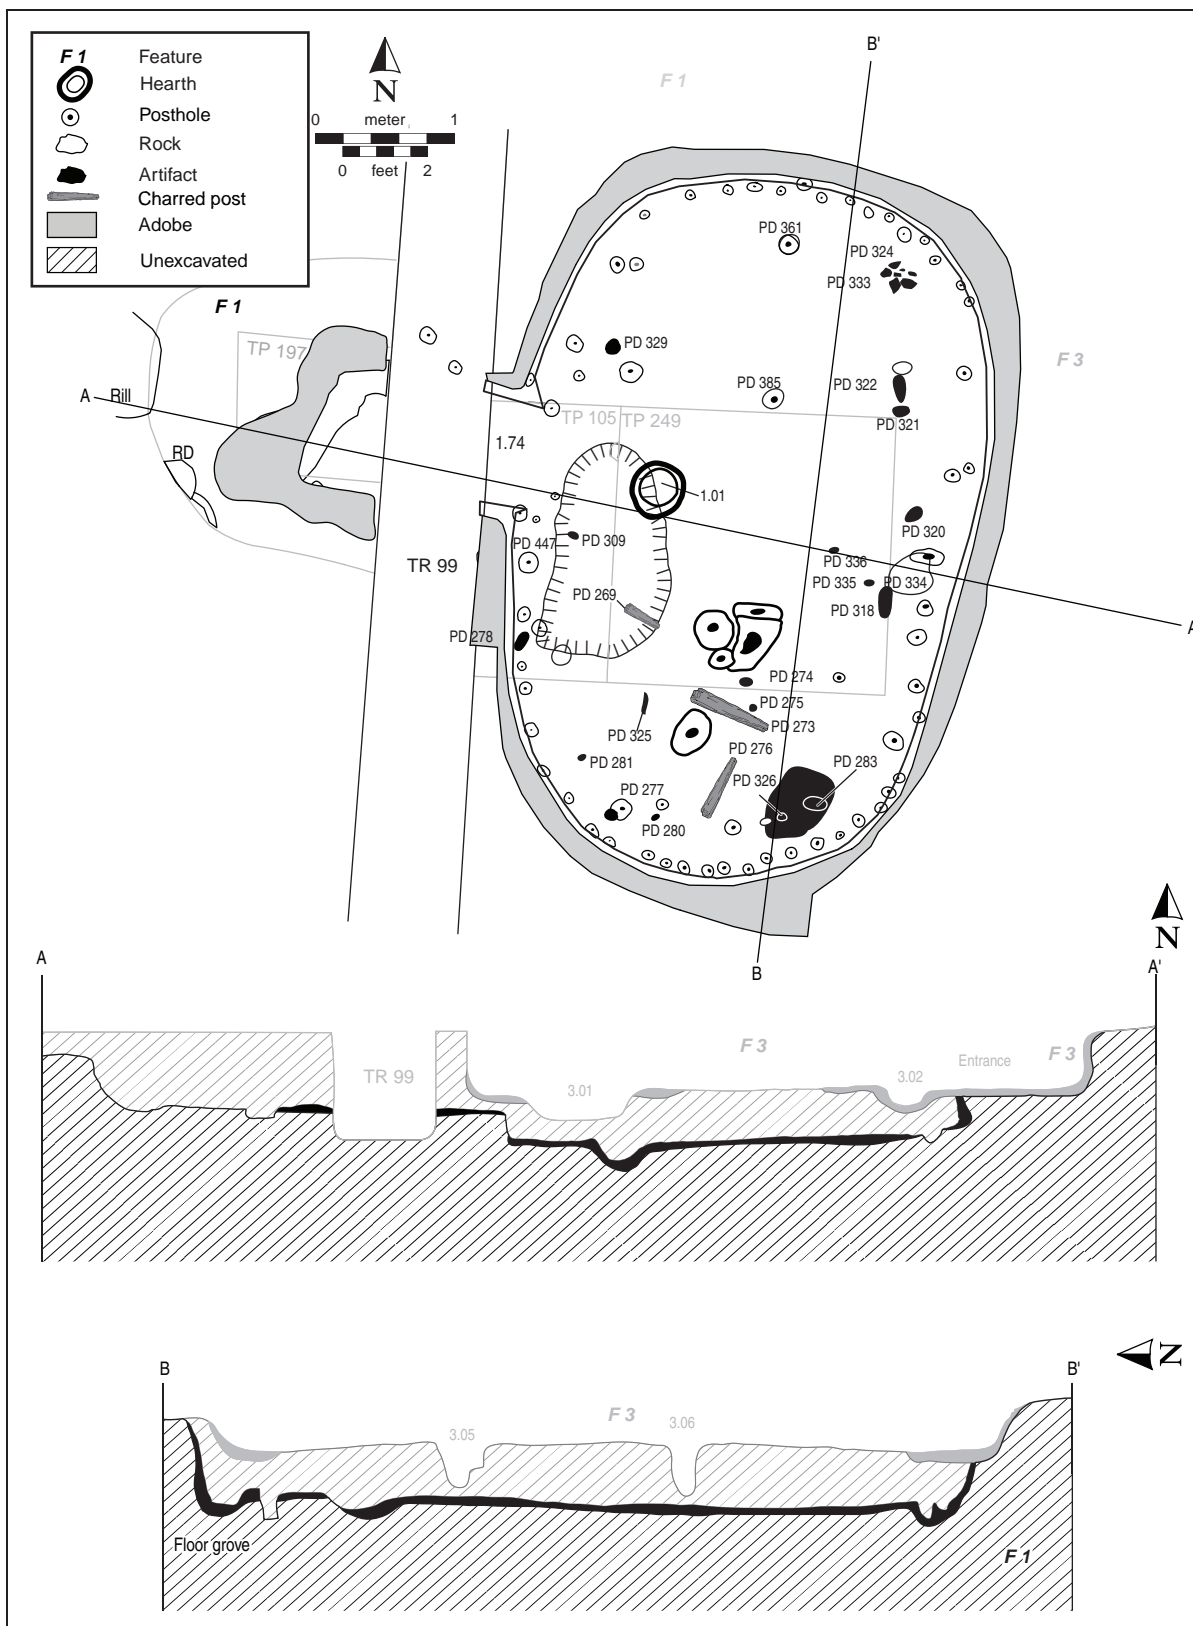 F 1 Feature
Hearth
Posthole
Rock
Artifact
Charred post
Adobe
Unexcavated
N
0 meter 1
0 feet 2
B'
F 1
PD 361
PD 324
PD 333
F 1
TP 197
PD 329
F 3
PD 385
PD 322
A Rill
TP 105 TP 249
PD 321
1.74
RD
1.01
PD 320
PD 447
PD 309
PD 336
TR 99
PD 335
PD 334
PD 269
PD 318
A
PD 278
PD 274
PD 275
PD 273
PD 325
PD 276
PD 281
PD 283
PD 326
PD 277
PD 280
B
N
A
A'
F 3
Entrance
F 3
TR 99
3.01
3.02
N
B
B'
F 3
3.05
3.06
Floor grove
F 1